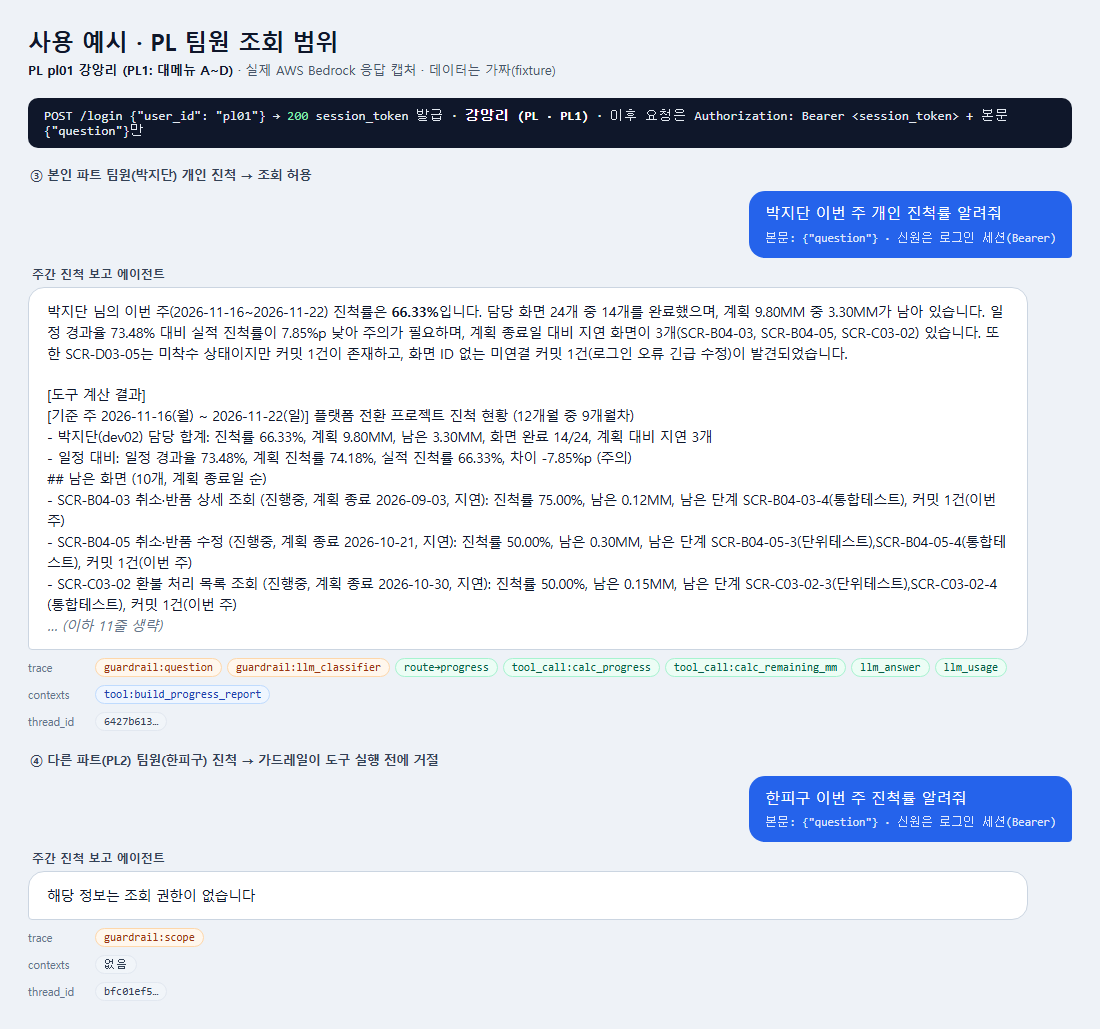 사용 예시 · PL 팀원 조회 범위
PL pl01 강앙리 (PL1: 대메뉴 A~D) · 실제 AWS Bedrock 응답 캡처 · 데이터는 가짜(fixture)
POST /login {"user_id": "pl01"} → 200 session_token 발급 · 강앙리 (PL · PL1) · 이후 요청은 Authorization: Bearer <session_token> + 본문
{"question"}만
③ 본인 파트 팀원(박지단) 개인 진척 → 조회 허용
박지단 이번 주 개인 진척률 알려줘
본문: {"question"} · 신원은 로그인 세션(Bearer)
주간 진척 보고 에이전트
박지단 님의 이번 주(2026-11-16~2026-11-22) 진척률은 66.33%입니다. 담당 화면 24개 중 14개를 완료했으며, 계획 9.80MM 중 3.30MM가 남아 있습니다. 일
정 경과율 73.48% 대비 실적 진척률이 7.85%p 낮아 주의가 필요하며, 계획 종료일 대비 지연 화면이 3개(SCR-B04-03, SCR-B04-05, SCR-C03-02) 있습니다. 또
한 SCR-D03-05는 미착수 상태이지만 커밋 1건이 존재하고, 화면 ID 없는 미연결 커밋 1건(로그인 오류 긴급 수정)이 발견되었습니다.
[도구 계산 결과]
[기준 주 2026-11-16(월) ~ 2026-11-22(일)] 플랫폼 전환 프로젝트 진척 현황 (12개월 중 9개월차)
- 박지단(dev02) 담당 합계: 진척률 66.33%, 계획 9.80MM, 남은 3.30MM, 화면 완료 14/24, 계획 대비 지연 3개
- 일정 대비: 일정 경과율 73.48%, 계획 진척률 74.18%, 실적 진척률 66.33%, 차이 -7.85%p (주의)
## 남은 화면 (10개, 계획 종료일 순)
- SCR-B04-03 취소·반품 상세 조회 (진행중, 계획 종료 2026-09-03, 지연): 진척률 75.00%, 남은 0.12MM, 남은 단계 SCR-B04-03-4(통합테스트), 커밋 1건(이번
주)
- SCR-B04-05 취소·반품 수정 (진행중, 계획 종료 2026-10-21, 지연): 진척률 50.00%, 남은 0.30MM, 남은 단계 SCR-B04-05-3(단위테스트),SCR-B04-05-4(통합테
스트), 커밋 1건(이번 주)
- SCR-C03-02 환불 처리 목록 조회 (진행중, 계획 종료 2026-10-30, 지연): 진척률 50.00%, 남은 0.15MM, 남은 단계 SCR-C03-02-3(단위테스트),SCR-C03-02-4
(통합테스트), 커밋 1건(이번 주)
... (이하 11줄 생략)
trace guardrail:question guardrail:llm_classifier route→progress tool_call:calc_progress tool_call:calc_remaining_mm llm_answer llm_usage
contexts tool:build_progress_report
thread_id 6427b613…
④ 다른 파트(PL2) 팀원(한피구) 진척 → 가드레일이 도구 실행 전에 거절
한피구 이번 주 진척률 알려줘
본문: {"question"} · 신원은 로그인 세션(Bearer)
주간 진척 보고 에이전트
해당 정보는 조회 권한이 없습니다
trace guardrail:scope
contexts 없음
thread_id bfc01ef5…